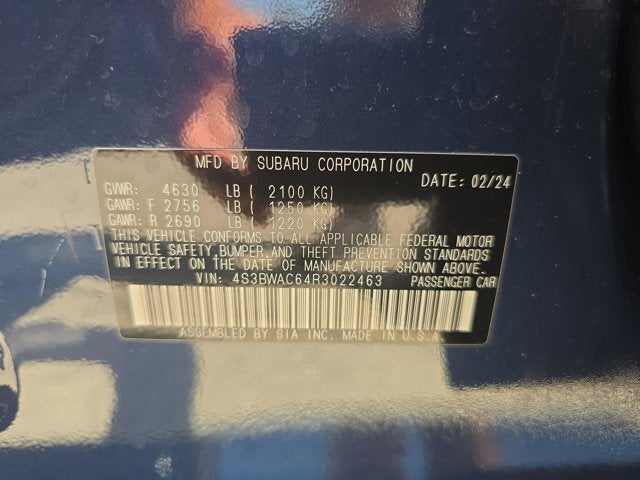 MFD BY SUBARU CORPORATION
DATE: 02/24
GVWR: 4630 LB ( 2100 KG)
GAWR: F 2756 LB ( 1250 KG)
GAWR: R 2690 LB ( 1220 KG)
THIS VEHICLE CONFORMS TO ALL APPLICABLE FEDERAL MOTOR
VEHICLE SAFETY, BUMPER, AND THEFT PREVENTION STANDARDS
IN EFFECT ON THE DATE OF MANUFACTURE SHOWN ABOVE.
VIN: 4S3BWAC64R3022463 PASSENGER CAR
ASSEMBLED BY SIA INC. MADE IN U.S.A.